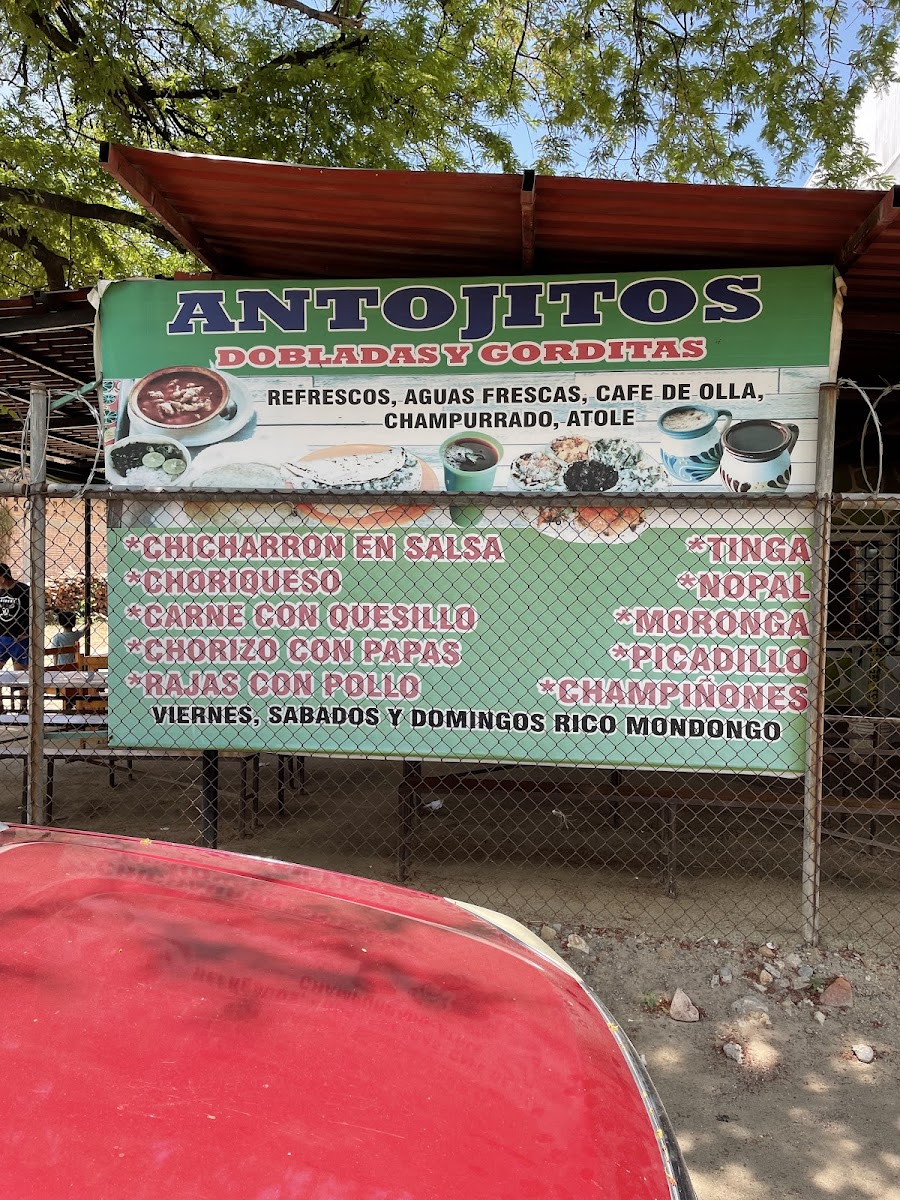 ANTOJITOS
DOBLADAS Y GORDITAS
REFRESCOS, AGUAS FRESCAS, CAFE DE OLLA,
CHAMPURRADO, ATOLE
*CHICHARRON EN SALSA
*CHORIQUESO
*CARNE CON QUESILLO
*CHORIZO CON PAPAS
*RAJAS CON POLLO
*TINGA
*NOPAL
*MORONGA
*PICADILLO
*CHAMPIÑONES
VIERNES, SABADOS Y DOMINGOS RICO MONDONGO